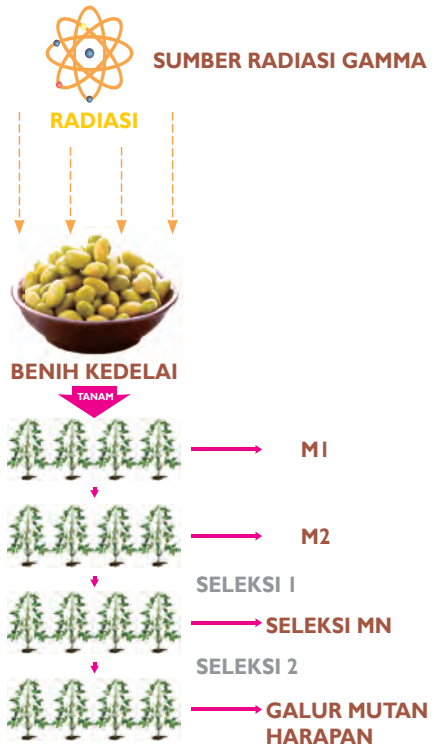 SUMBER RADIASI GAMMA
RADIASI
BENIH KEDELAI
TANAM
M1
M2
SELEKSI 1
SELEKSI MN
SELEKSI 2
GALUR MUTAN
HARAPAN